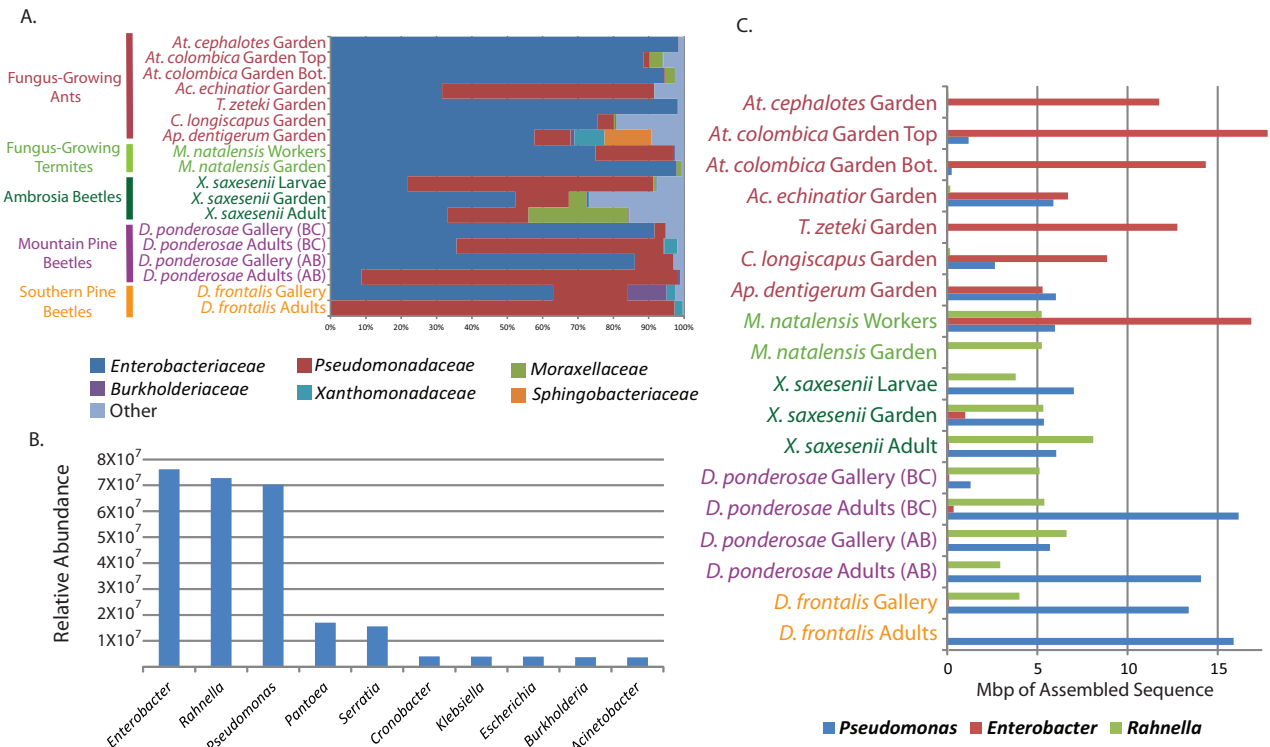 A.
Fungus-Growing
Ants
Fungus-Growing
Termites
Ambrosia Beetles
Mountain Pine
Beetles
Southern Pine
Beetles
At. cephalotes Garden
At. colombica Garden Top
At. colombica Garden Bot.
Ac. echinatior Garden
T. zeteki Garden
C. longiscapus Garden
Ap. dentigerum Garden
M. natalensis Workers
M. natalensis Garden
X. saxesenii Larvae
X. saxesenii Garden
X. saxesenii Adult
D. ponderosae Gallery (BC)
D. ponderosae Adults (BC)
D. ponderosae Gallery (AB)
D. ponderosae Adults (AB)
D. frontalis Gallery
D. frontalis Adults
0% 10% 20% 30% 40% 50% 60% 70% 80% 90% 100%
Enterobacteriaceae Pseudomonadaceae Moraxellaceae
Burkholderiaceae Xanthomonadaceae Sphingobacteriaceae
Other
B.
Relative Abundance
8X10⁷
7X10⁷
6X10⁷
5X10⁷
4X10⁷
3X10⁷
2X10⁷
1X10⁷
Enterobacter
Rahnella
Pseudomonas
Pantoea
Serratia
Cronobacter
Klebsiella
Escherichia
Burkholderia
Acinetobacter
C.
At. cephalotes Garden
At. colombica Garden Top
At. colombica Garden Bot.
Ac. echinatior Garden
T. zeteki Garden
C. longiscapus Garden
Ap. dentigerum Garden
M. natalensis Workers
M. natalensis Garden
X. saxesenii Larvae
X. saxesenii Garden
X. saxesenii Adult
D. ponderosae Gallery (BC)
D. ponderosae Adults (BC)
D. ponderosae Gallery (AB)
D. ponderosae Adults (AB)
D. frontalis Gallery
D. frontalis Adults
0 5 10 15
Mbp of Assembled Sequence
Pseudomonas Enterobacter Rahnella